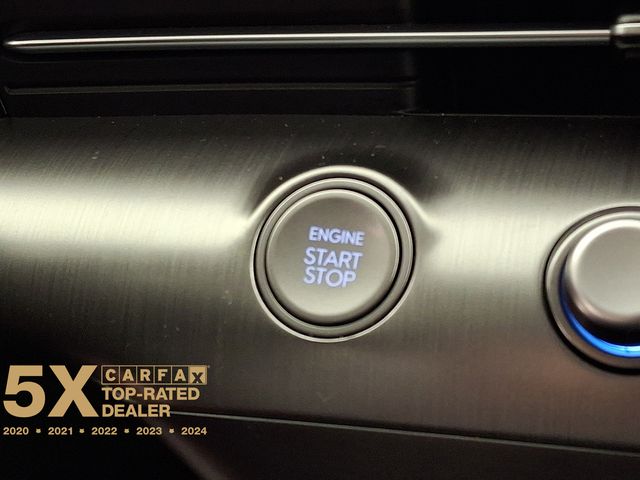 ENGINE
START
STOP
5X CARFAX
TOP-RATED
DEALER
2020 • 2021 • 2022 • 2023 • 2024